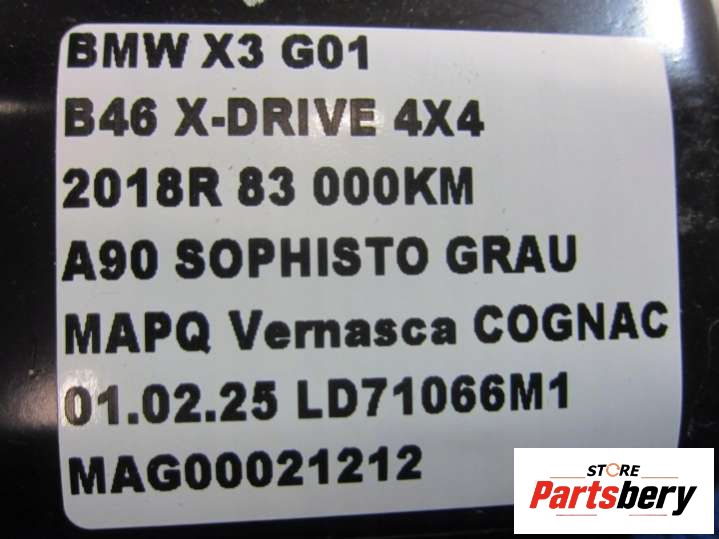 BMW X3 G01
B46 X-DRIVE 4X4
2018R 83 000KM
A90 SOPHISTO GRAU
MAPQ Vernasca COGNAC
01.02.25 LD71066M1
MAG00021212
STORE
Partsbery